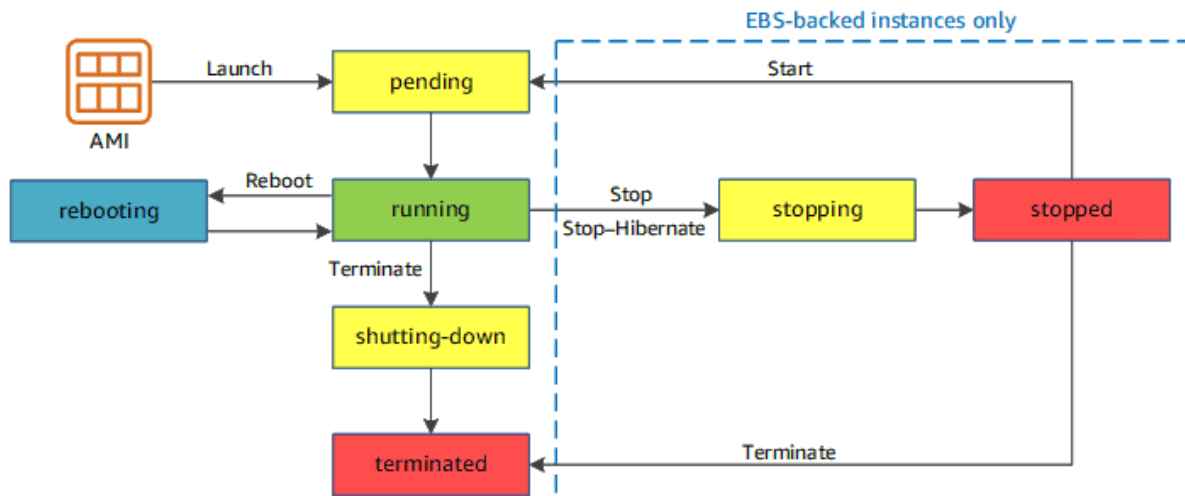 EBS-backed instances only
Launch
pending
Start
AMI
rebooting
Reboot
running
Stop
Stop–Hibernate
stopping
stopped
Terminate
shutting-down
terminated
Terminate